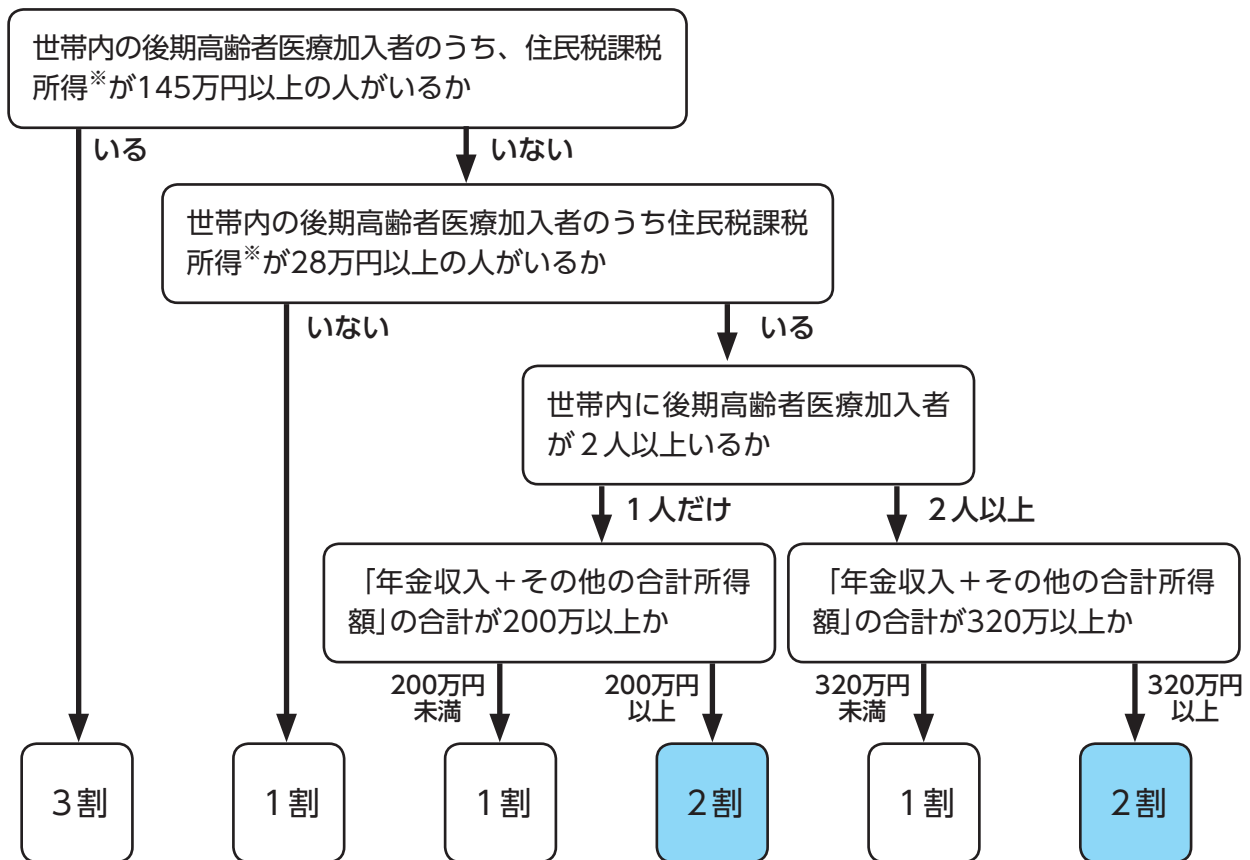 世帯内の後期高齢者医療加入者のうち、住民税課税
所得※が145万円以上の人がいるか
いる
いない
世帯内の後期高齢者医療加入者のうち住民税課税
所得※が28万円以上の人がいるか
いない
いる
世帯内に後期高齢者医療加入者
が2人以上いるか
1人だけ
2人以上
「年金収入+その他の合計所得
額」の合計が200万以上か
「年金収入+その他の合計所得
額」の合計が320万以上か
200万円
未満
200万円
以上
320万円
未満
320万円
以上
3割
1割
1割
2割
1割
2割